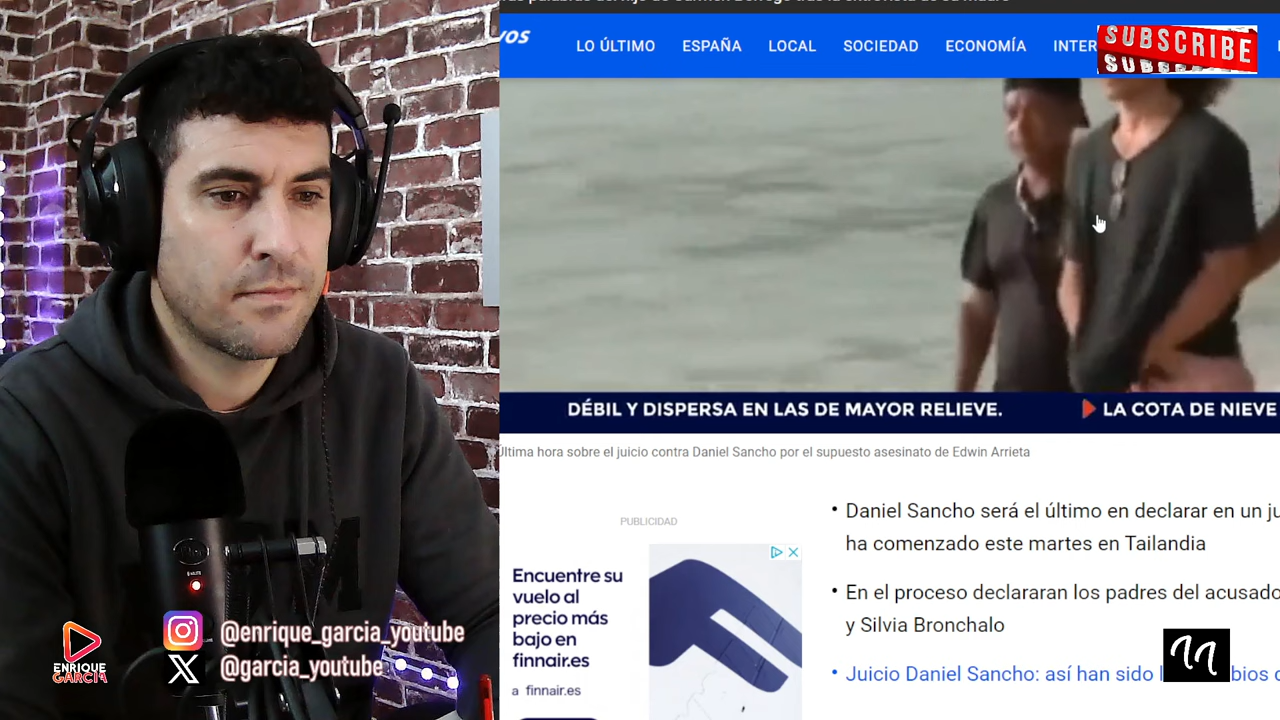 vos
LO ÚLTIMO
ESPAÑA
LOCAL
SOCIEDAD
ECONOMÍA
INTER
SUBSCRIBE
DÉBIL Y DISPERSA EN LAS DE MAYOR RELIEVE.
LA COTA DE NIEVE
Última hora sobre el juicio contra Daniel Sancho por el supuesto asesinato de Edwin Arrieta
PUBLICIDAD
Encuentre su
vuelo al
precio más
bajo en
finnair.es
a finnair.es
• Daniel Sancho será el último en declarar en un ju
ha comenzado este martes en Tailandia
• En el proceso declararan los padres del acusado
y Silvia Bronchalo
• Juicio Daniel Sancho: así han sido l bios d
@enrique_garcia_youtube
@garcia_youtube
ENRIQUE
GARCIA